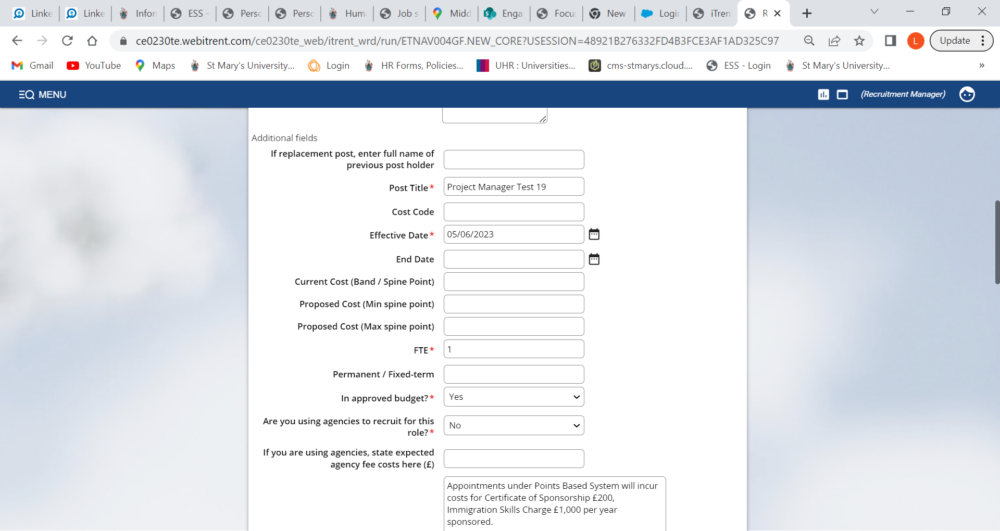 Linke
Linke
Infor
ESS -
Persc
Persc
Hum
Job s
Midd
Enga
Focu
New
Login
iTren
R
ce0230te.webitrent.com/ce0230te_web/itrent_wrd/run/ETNAV004GF.NEW_CORE?USESSION=48921B276332FD4B3FCE3AF1AD325C97
L
Update
Gmail
YouTube
Maps
St Mary's University...
Login
HR Forms, Policies...
UHR : Universities...
cms-stmarys.cloud....
ESS - Login
St Mary's University...
»
MENU
(Recruitment Manager)
Additional fields
If replacement post, enter full name of
previous post holder
Post Title*
Project Manager Test 19
Cost Code
Effective Date*
05/06/2023
End Date
Current Cost (Band / Spine Point)
Proposed Cost (Min spine point)
Proposed Cost (Max spine point)
FTE*
1
Permanent / Fixed-term
In approved budget?*
Yes
Are you using agencies to recruit for this
role?*
No
If you are using agencies, state expected
agency fee costs here (£)
Appointments under Points Based System will incur
costs for Certificate of Sponsorship £200,
Immigration Skills Charge £1,000 per year
sponsored.